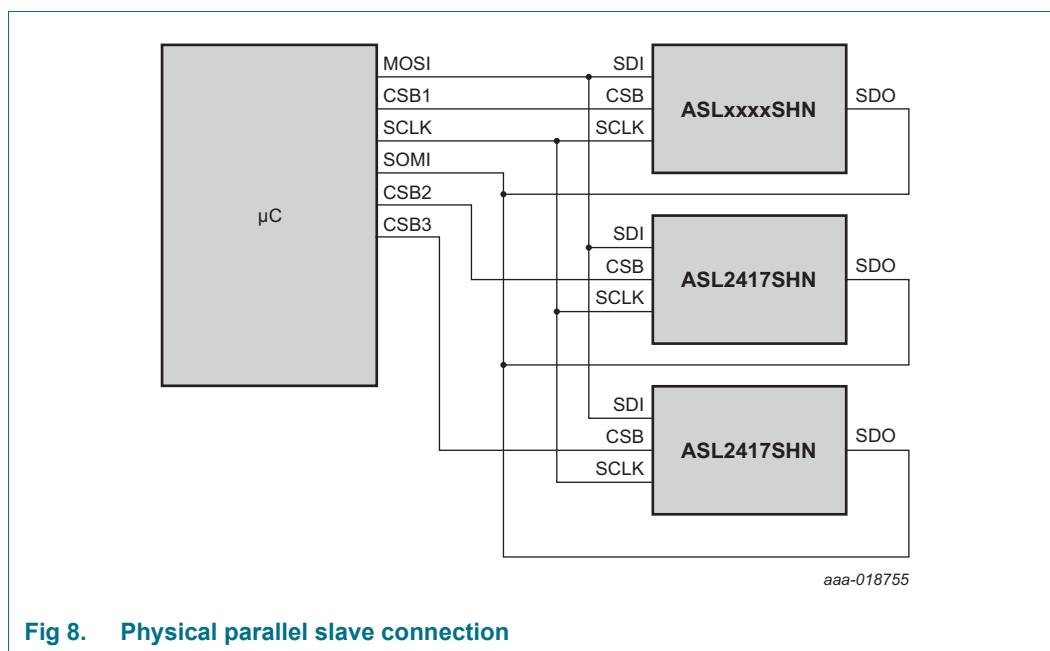 MOSI
CSB1
SCLK
SOMI
CSB2
CSB3
µC
SDI
CSB
SCLK
ASLxxxxSHN
SDO
SDI
CSB
SCLK
ASL2417SHN
SDO
SDI
CSB
SCLK
ASL2417SHN
SDO
aaa-018755
Fig 8. Physical parallel slave connection